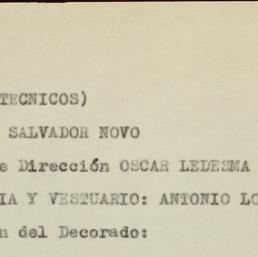 TECNICOS)
SALVADOR NOVO
e Dirección OSCAR LEDESMA
IA Y VESTUARIO: ANTONIO LO
n del Decorado: